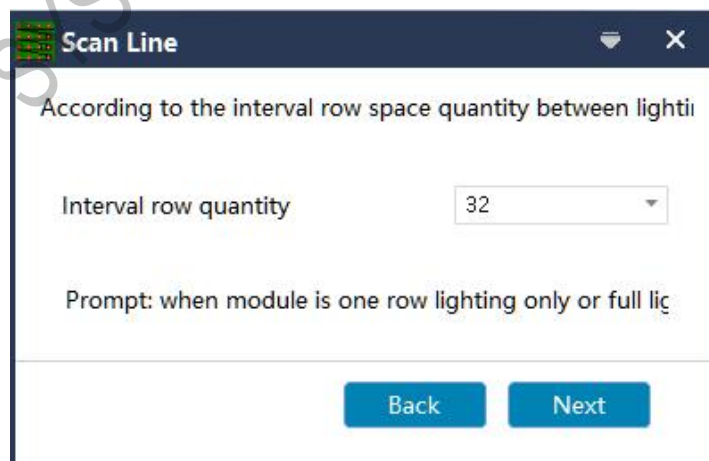 Scan Line
According to the interval row space quantity between
Interval row quantity
32
Prompt: when module is one row lighting only or full
Back Next